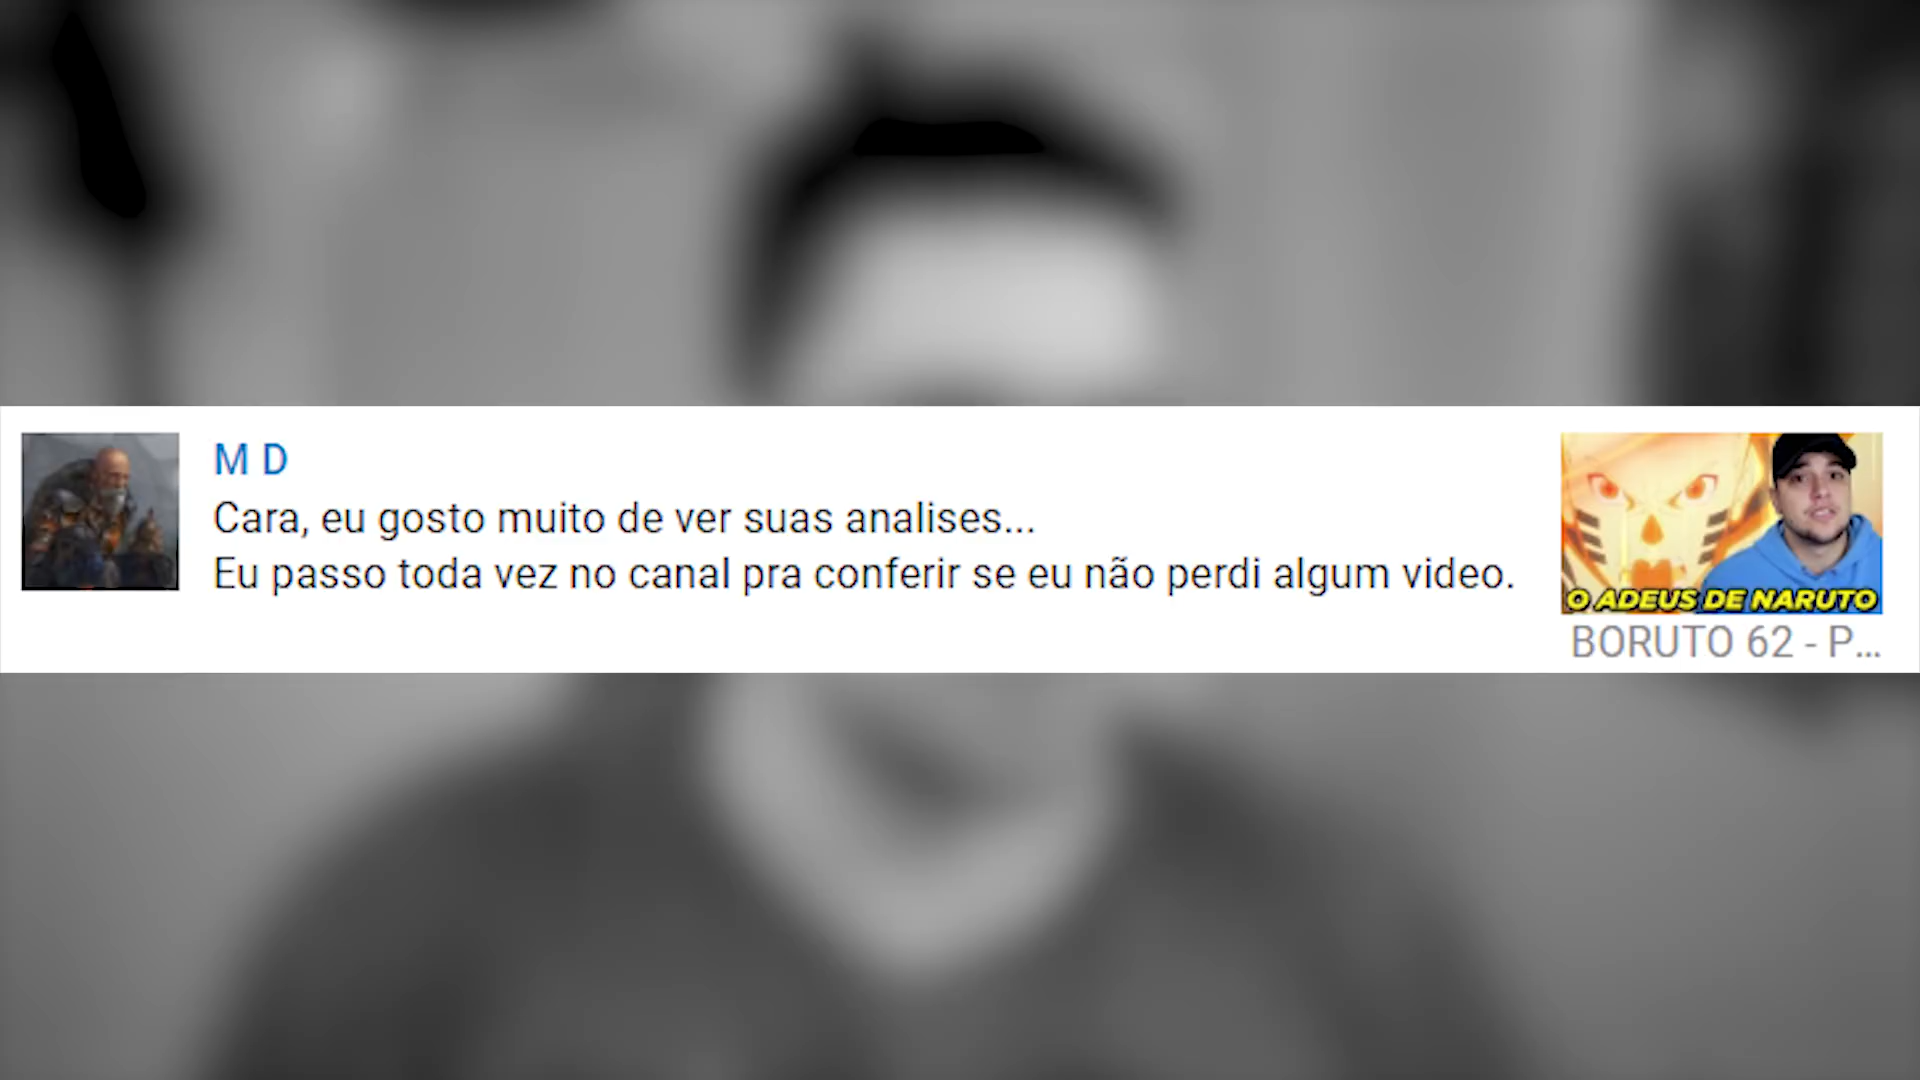 M D
Cara, eu gosto muito de ver suas analises...
Eu passo toda vez no canal pra conferir se eu não perdi algum video.
O ADEUS DE NARUTO
BORUTO 62 - P...